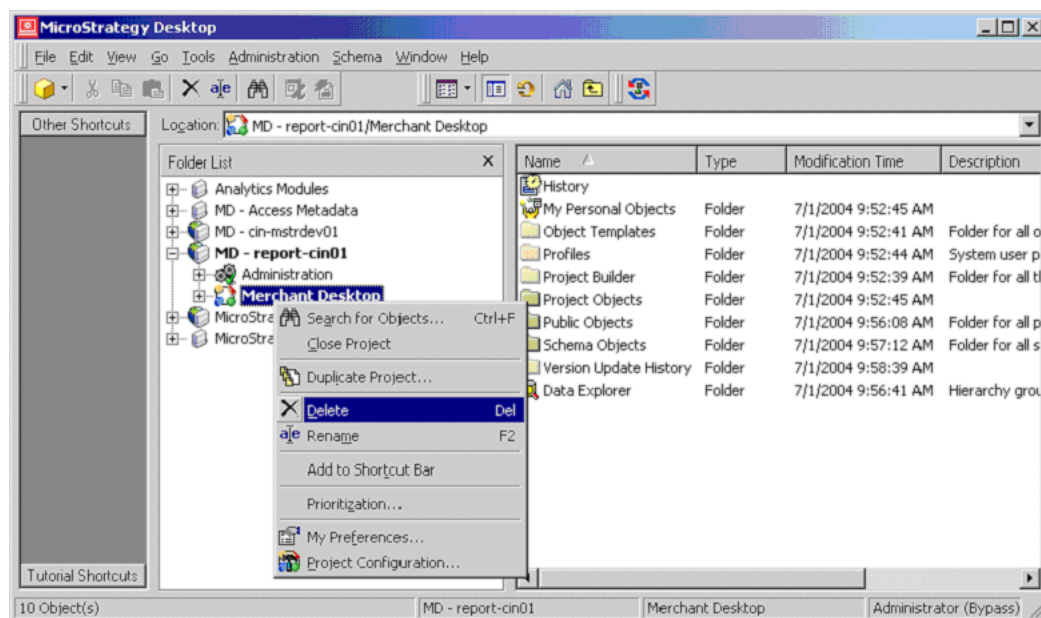 MicroStrategy Desktop
File Edit View Go Tools Administration Schema Window Help
Other Shortcuts
Location: MD - report-cin01/Merchant Desktop
Folder List
Analytics Modules
MD - Access Metadata
MD - cin-mstrdev01
MD - report-cin01
Administration
Merchant Desktop
MicroStra
MicroStra
Search for Objects... Ctrl+F
Close Project
Duplicate Project...
Delete Del
Rename F2
Add to Shortcut Bar
Prioritization...
My Preferences...
Project Configuration...
Name Type Modification Time Description
History
My Personal Objects Folder 7/1/2004 9:52:45 AM
Object Templates Folder 7/1/2004 9:52:41 AM Folder for all o
Profiles Folder 7/1/2004 9:52:44 AM System user p
Project Builder Folder 7/1/2004 9:52:39 AM Folder for all t
Project Objects Folder 7/1/2004 9:52:45 AM
Public Objects Folder 7/1/2004 9:56:08 AM Folder for all p
Schema Objects Folder 7/1/2004 9:57:12 AM Folder for all s
Version Update History Folder 7/1/2004 9:58:39 AM
Data Explorer Folder 7/1/2004 9:56:41 AM Hierarchy grou
Tutorial Shortcuts
10 Object(s) MD - report-cin01 Merchant Desktop Administrator (Bypass)